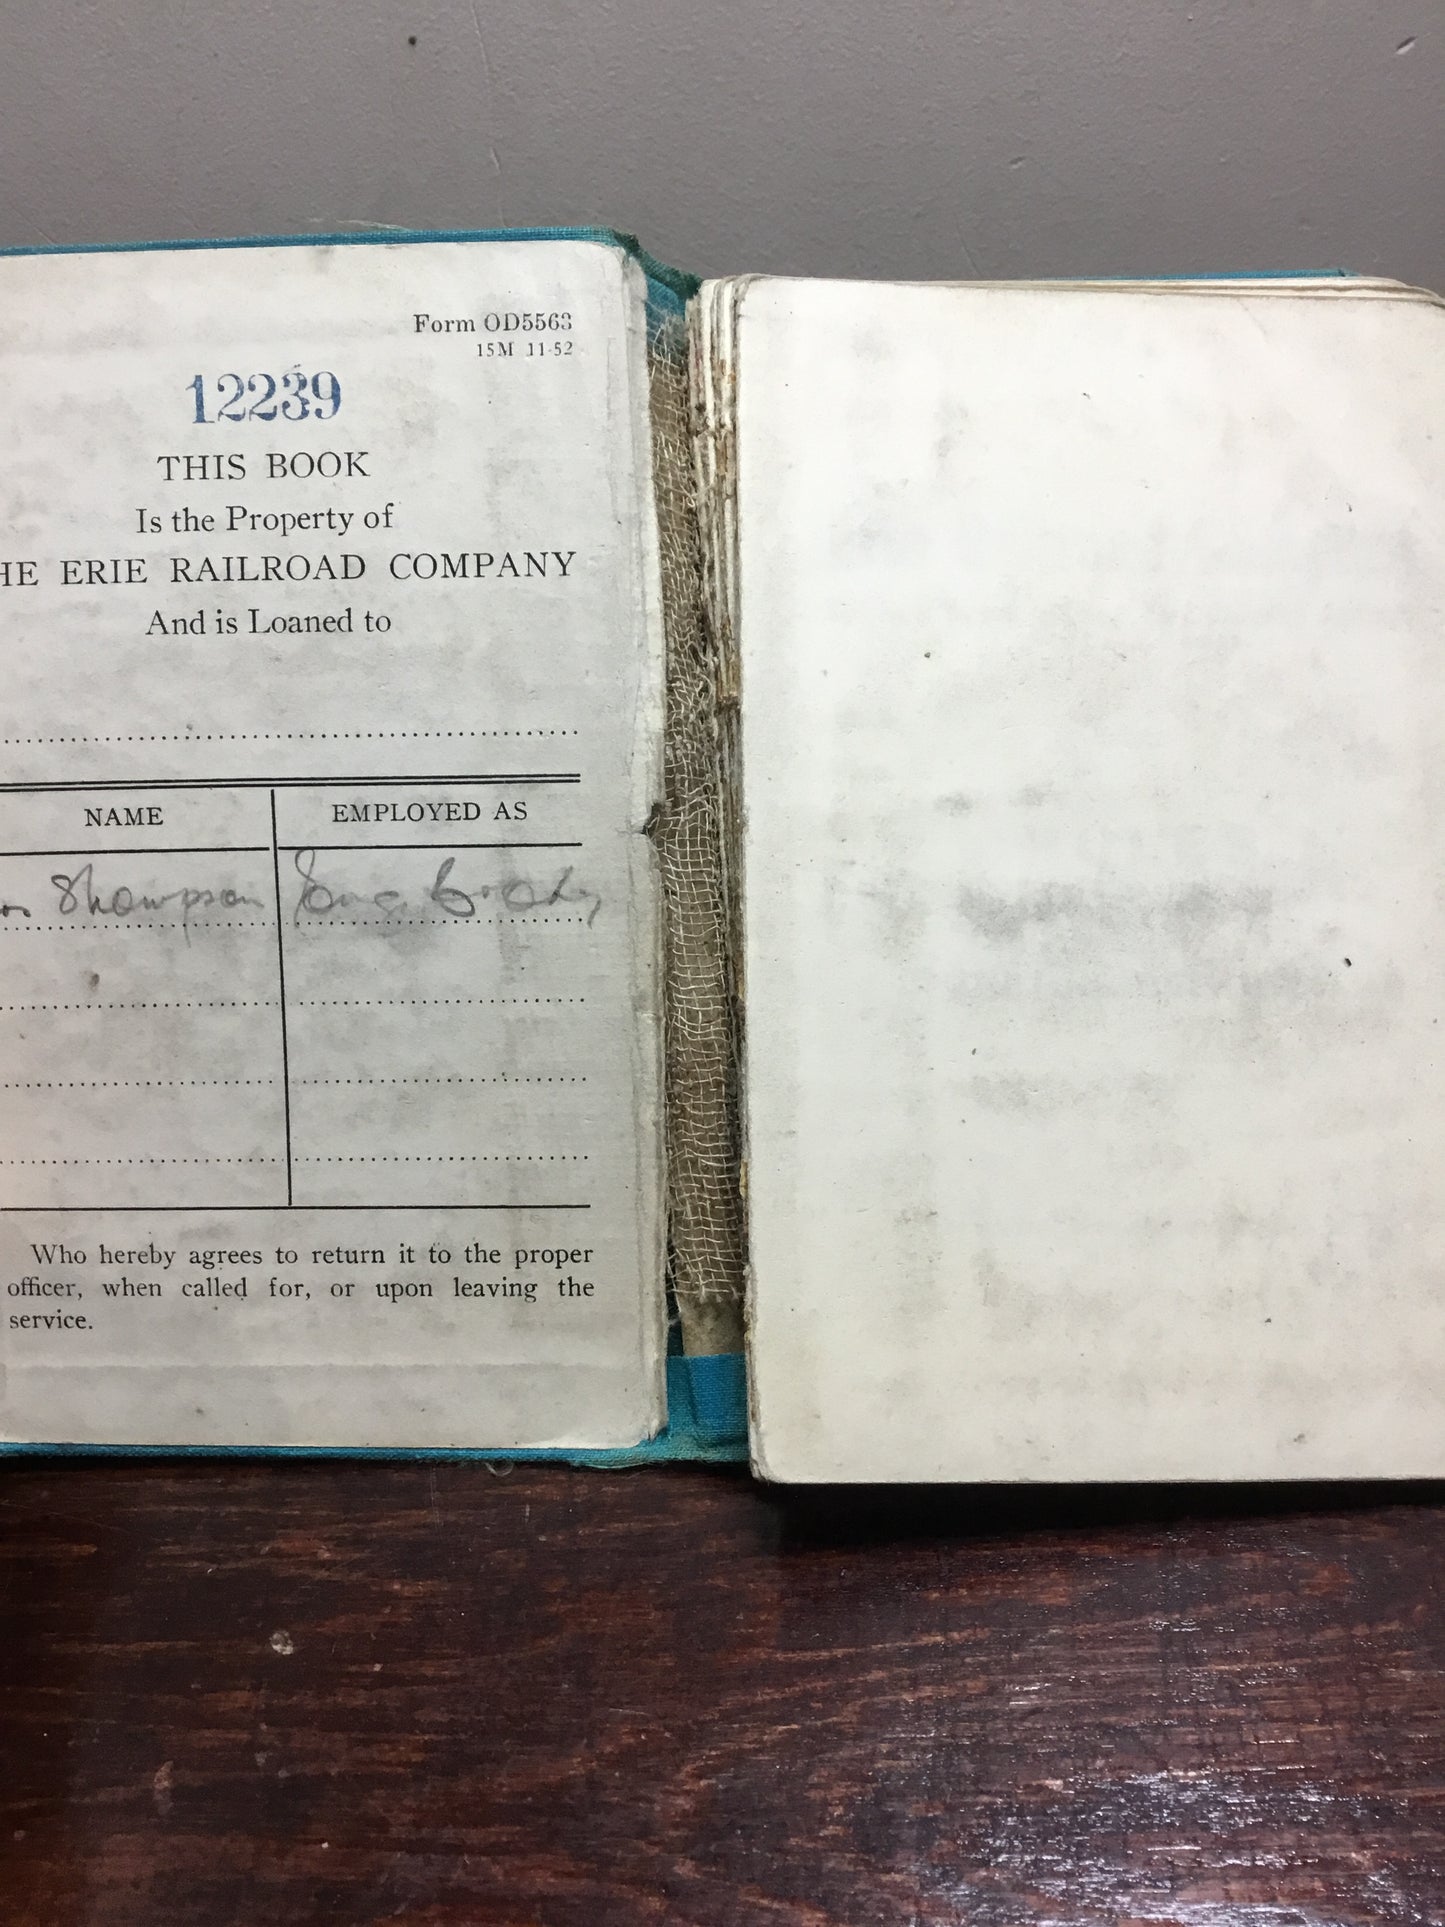 Form OD5563
15M 11-52
12239
THIS BOOK
Is the Property of
HE ERIE RAILROAD COMPANY
And is Loaned to
NAME EMPLOYED AS
Thompson
Who hereby agrees to return it to the proper
officer, when called for, or upon leaving the
service.